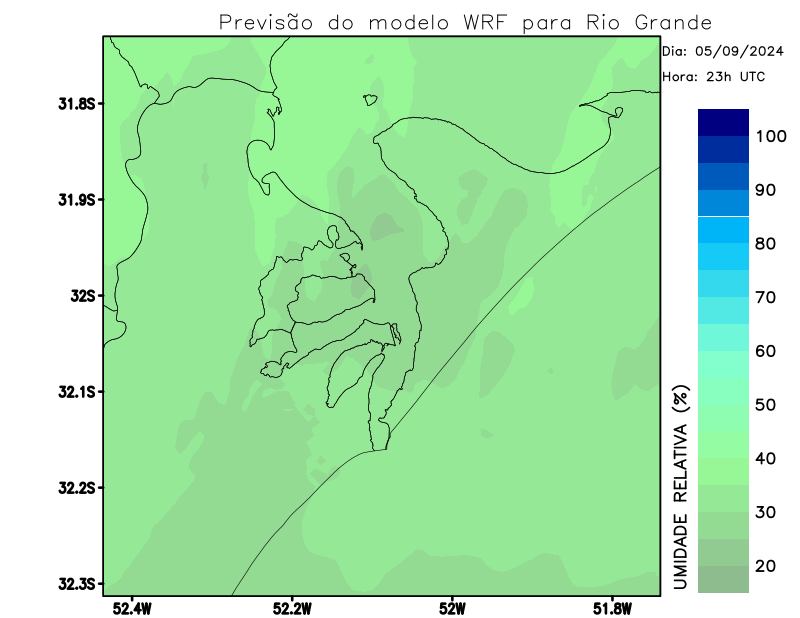 Previsão do modelo WRF para Rio Grande
Dia: 05/09/2024
Hora: 23h UTC
31.8S
31.9S
32S
32.1S
32.2S
32.3S
52.4W
52.2W
52W
51.8W
100
90
80
70
60
50
40
30
20
UMIDADE RELATIVA (%)